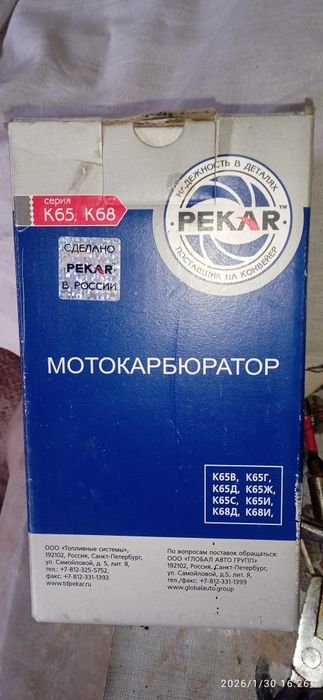 серия
К65, К68
НАДЕЖНОСТЬ В ДЕТАЛЯХ
PEKAR™
ПОСТАВЩИК НА КОНВЕЙЕР
СДЕЛАНО
PEKAR
В РОССИИ
МОТОКАРБЮРАТОР
К65В, К65Г,
К65Д, К65Ж,
К65С, К65И,
К68Д, К68И,
ООО «Топливные системы»,
192102, Россия, Санкт-Петербург,
ул. Самойловой, д. 5, лит. Я,
тел.: +7-812-325-5752,
факс: +7-812-331-1393
www.tdpekar.ru
По вопросам поставок обращаться:
ООО «ГЛОБАЛ АВТО ГРУПП»
192102, Россия, Санкт-Петербург,
ул. Самойловой, д.5, лит. Я,
тел./факс: +7-812-331-1399
www.globalauto.group
2026/1/30 16:26